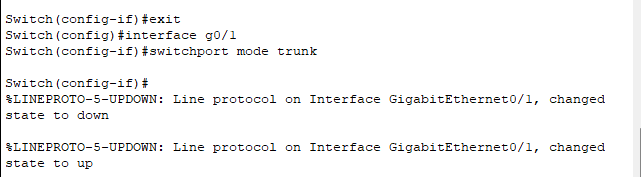 Switch(config-if)#exit
Switch(config)#interface g0/1
Switch(config-if)#switchport mode trunk
Switch(config-if)#
%LINEPROTO-5-UPDOWN: Line protocol on Interface GigabitEthernet0/1, changed
state to down
%LINEPROTO-5-UPDOWN: Line protocol on Interface GigabitEthernet0/1, changed
state to up